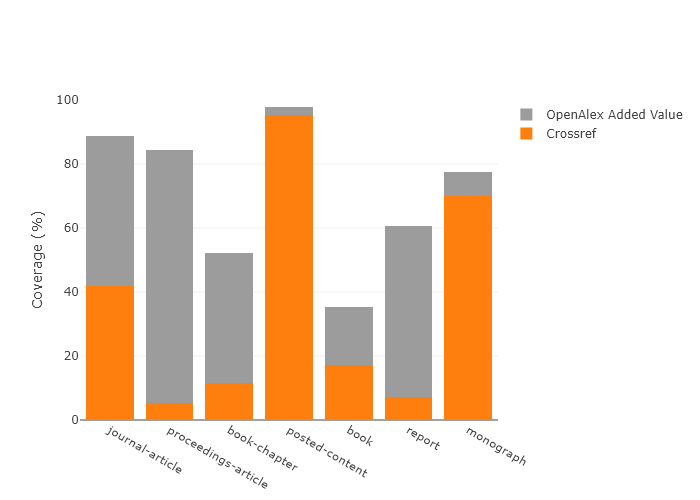 100
80
60
40
20
0
Coverage (%)
journal-article
proceedings-article
book-chapter
posted-content
book
report
monograph
OpenAlex Added Value
Crossref